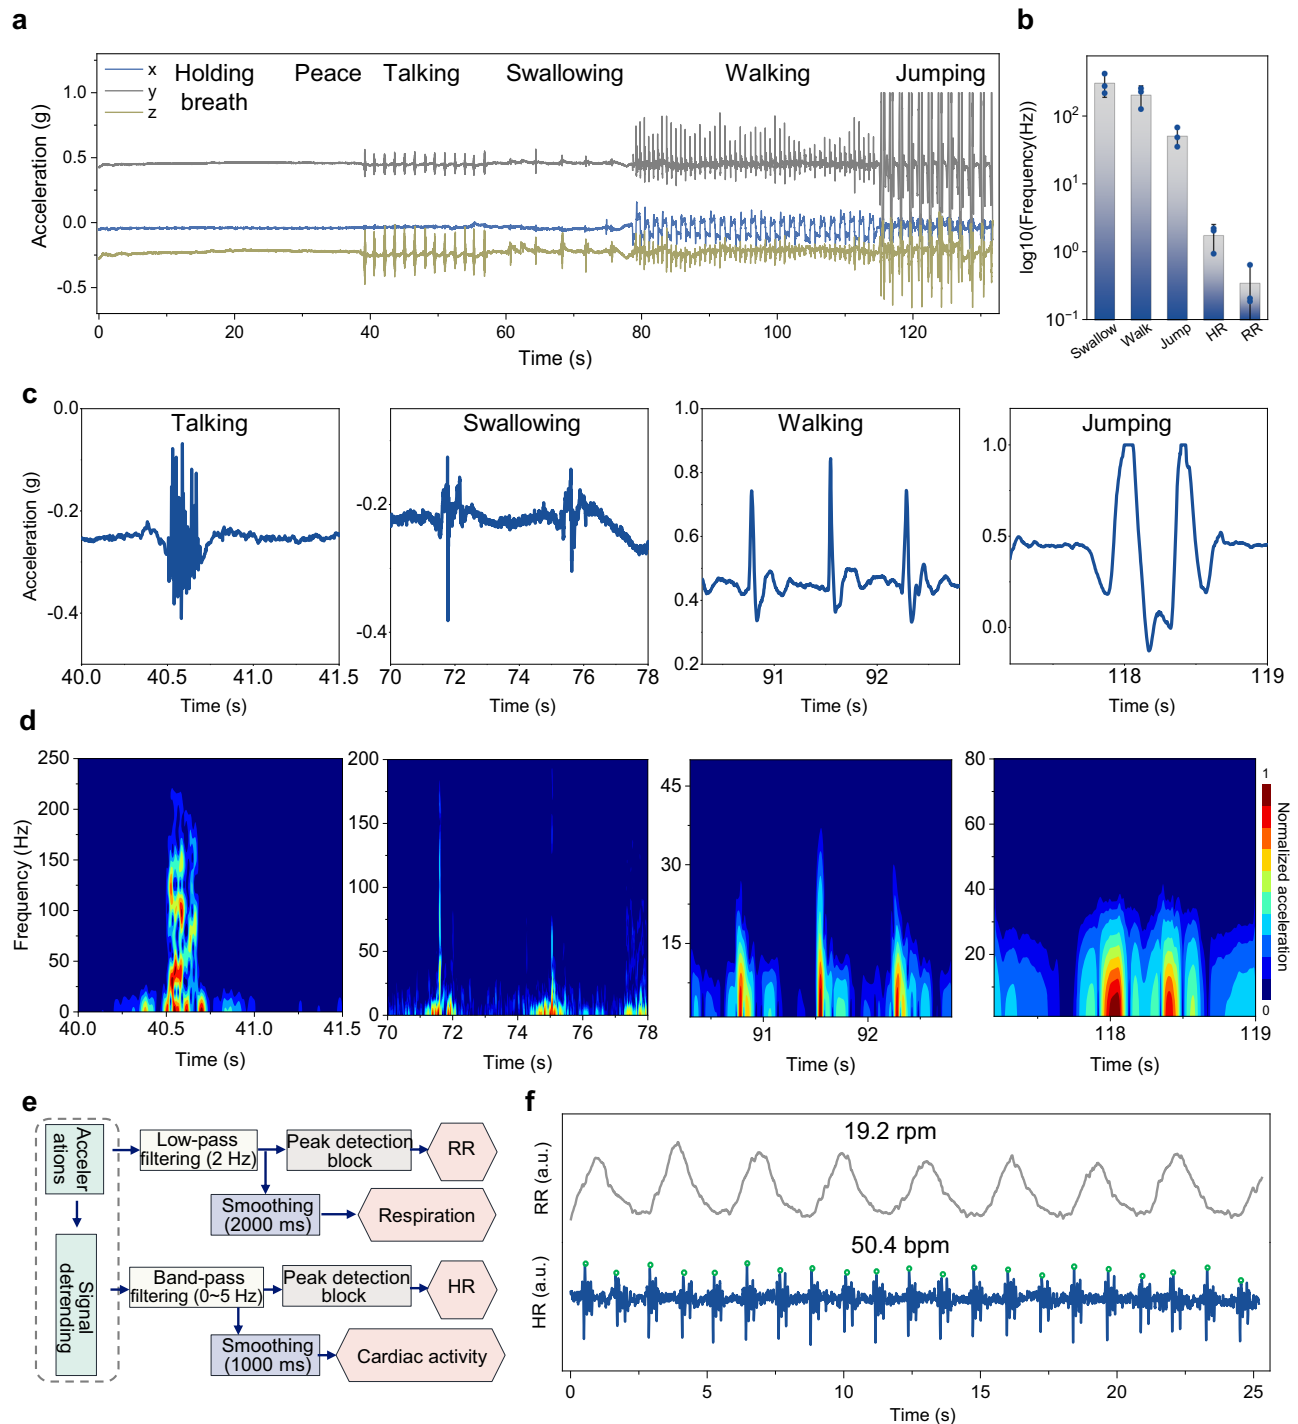 a
Holding
breath
Peace
Talking
Swallowing
Walking
Jumping
x
y
z
Acceleration (g)
1.0
0.5
0.0
-0.5
0
20
40
60
80
100
120
Time (s)
b
log10(Frequency(Hz))
10²
10¹
10⁰
10⁻¹
Swallow
Walk
Jump
HR
RR
c
Acceleration (g)
Talking
0.0
-0.2
-0.4
40.0
40.5
41.0
41.5
Time (s)
Swallowing
-0.2
-0.4
70
72
74
76
78
Time (s)
Walking
1.0
0.8
0.6
0.4
0.2
91
92
Time (s)
Jumping
1.0
0.5
0.0
118
119
Time (s)
d
Frequency (Hz)
250
200
150
100
50
0
40.0
40.5
41.0
41.5
Time (s)
200
150
100
50
0
70
72
74
76
78
Time (s)
45
30
15
91
92
Time (s)
80
60
40
20
118
119
Time (s)
1
0
Normalized acceleration
e
Acceler
ations
Signal
detrending
Low-pass
filtering (2 Hz)
Peak detection
block
RR
Smoothing
(2000 ms)
Respiration
Band-pass
filtering (0~5 Hz)
Peak detection
block
HR
Smoothing
(1000 ms)
Cardiac activity
f
RR (a.u.)
19.2 rpm
HR (a.u.)
50.4 bpm
0
5
10
15
20
25
Time (s)